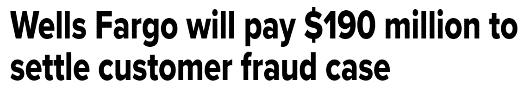 Wells Fargo will pay $190 million to
settle customer fraud case